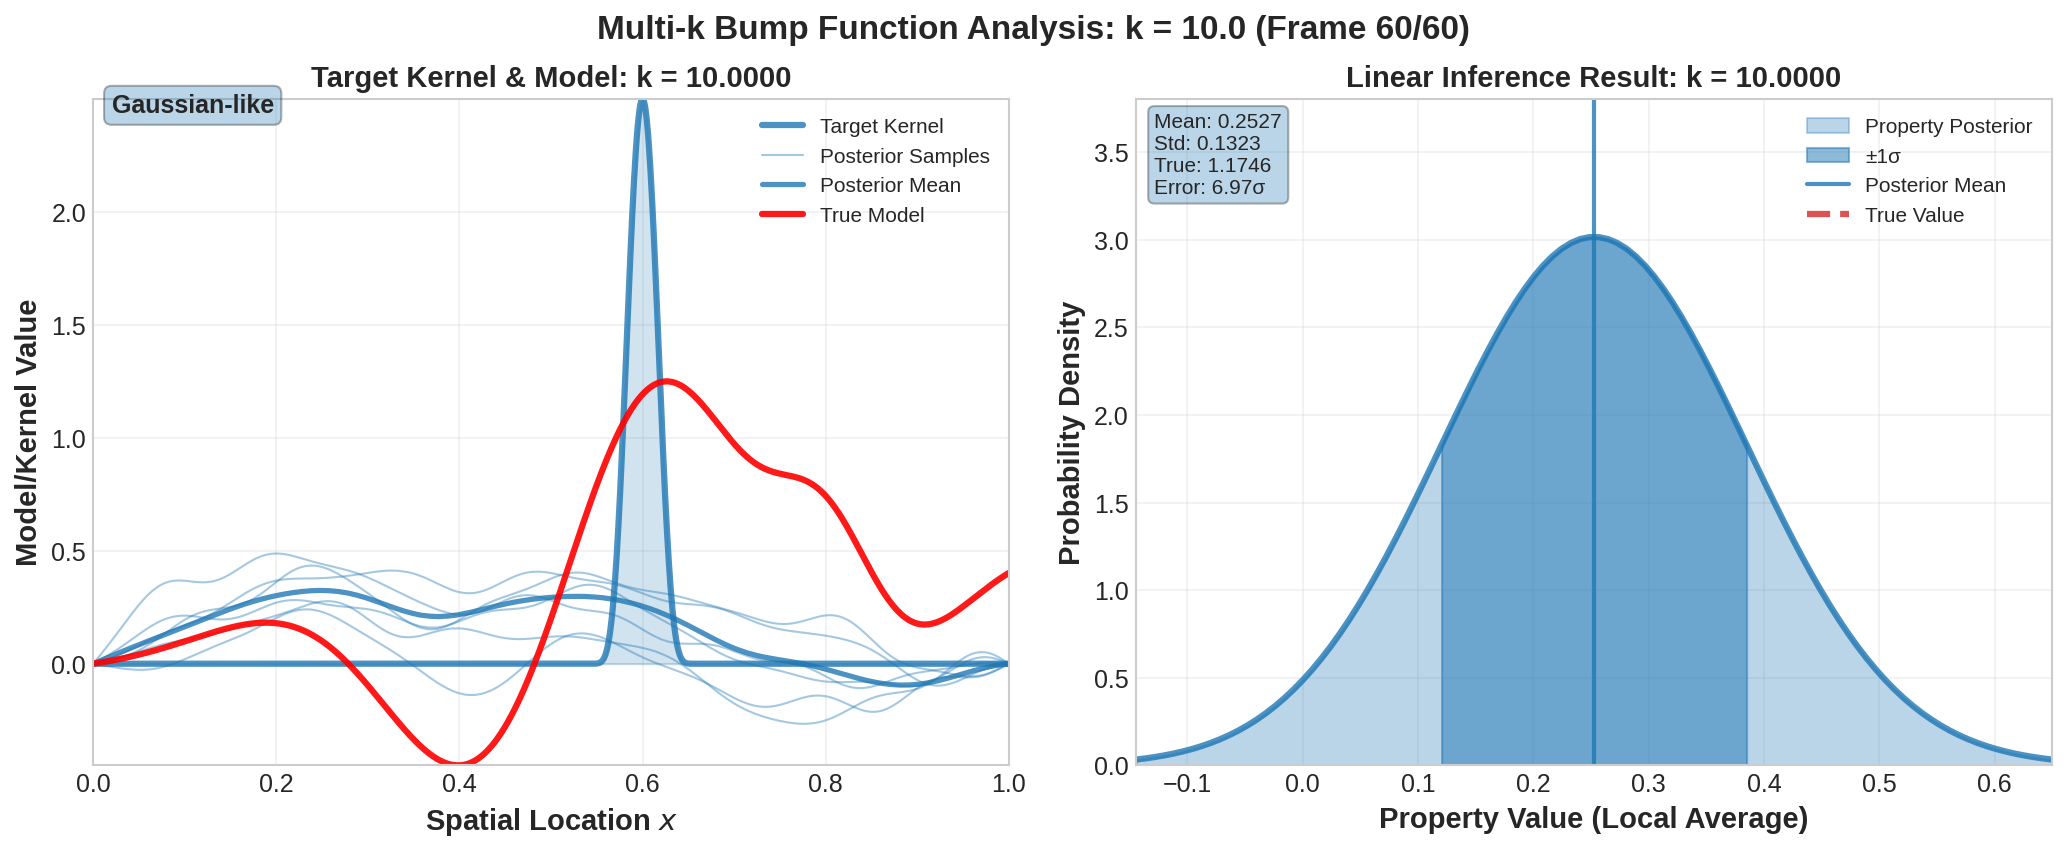 Multi-k Bump Function Analysis: k = 10.0 (Frame 60/60)
Target Kernel & Model: k = 10.0000
Gaussian-like
Target Kernel
Posterior Samples
Posterior Mean
True Model
Model/Kernel Value
2.0
1.5
1.0
0.5
0.0
0.0 0.2 0.4 0.6 0.8 1.0
Spatial Location x
Linear Inference Result: k = 10.0000
Mean: 0.2527
Std: 0.1323
True: 1.1746
Error: 6.97σ
Property Posterior
±1σ
Posterior Mean
True Value
Probability Density
3.5
3.0
2.5
2.0
1.5
1.0
0.5
0.0
−0.1 0.0 0.1 0.2 0.3 0.4 0.5 0.6
Property Value (Local Average)